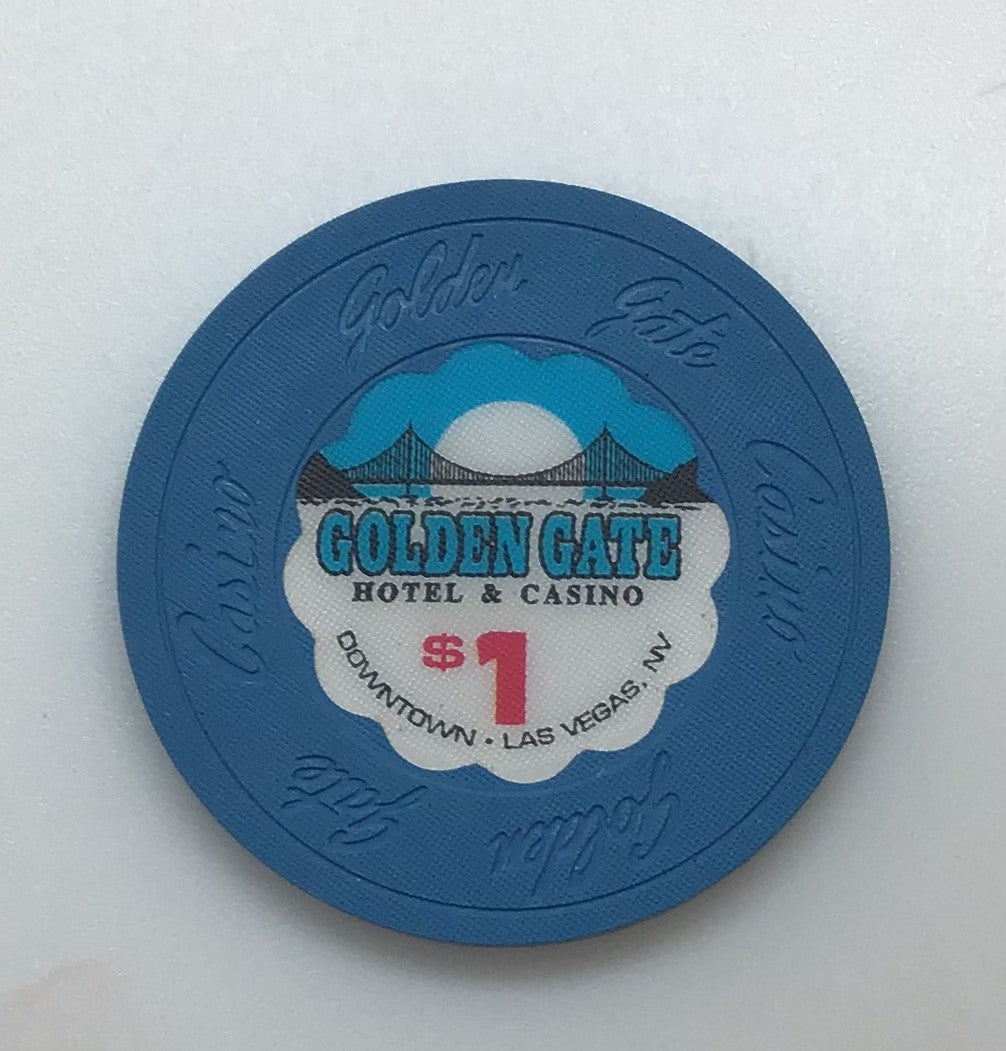 Golden Gate Casino
Golden Gate Casino
GOLDEN GATE
HOTEL & CASINO
$1
DOWNTOWN · LAS VEGAS, NV